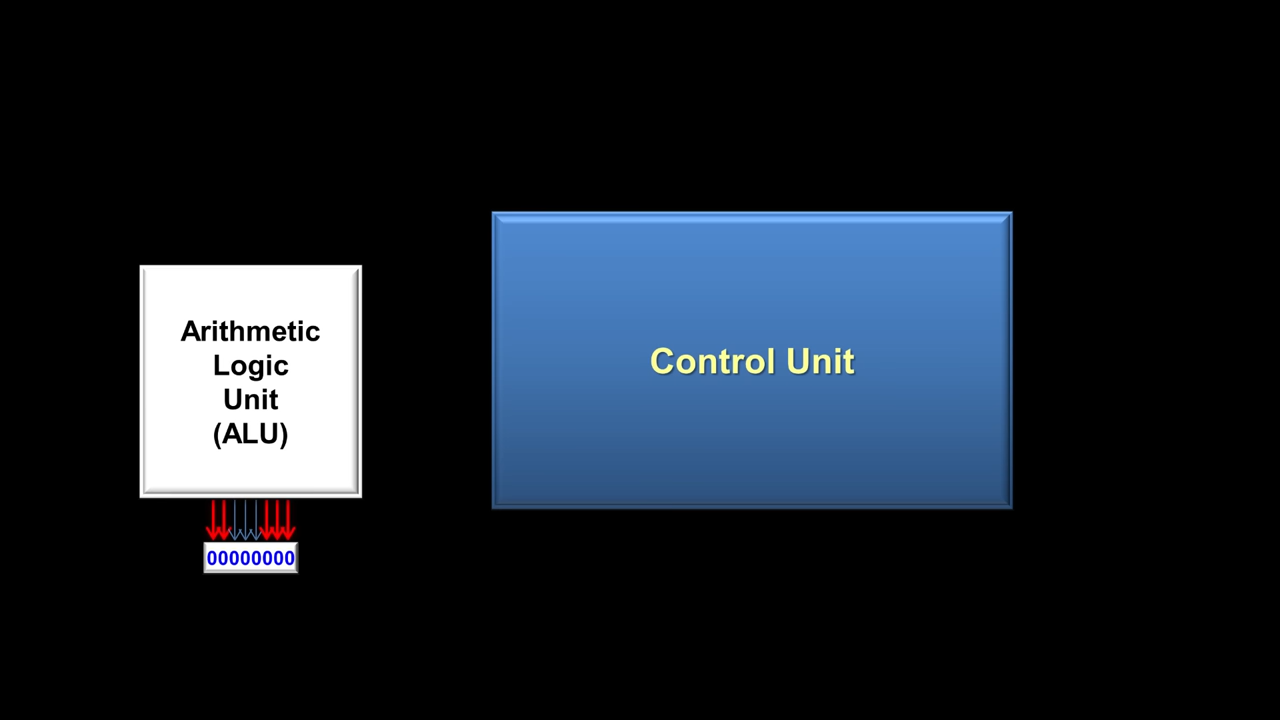 Arithmetic
Logic
Unit
(ALU)
00000000
Control Unit